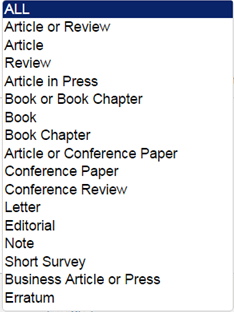 ALL
Article or Review
Article
Review
Article in Press
Book or Book Chapter
Book
Book Chapter
Article or Conference Paper
Conference Paper
Conference Review
Letter
Editorial
Note
Short Survey
Business Article or Press
Erratum